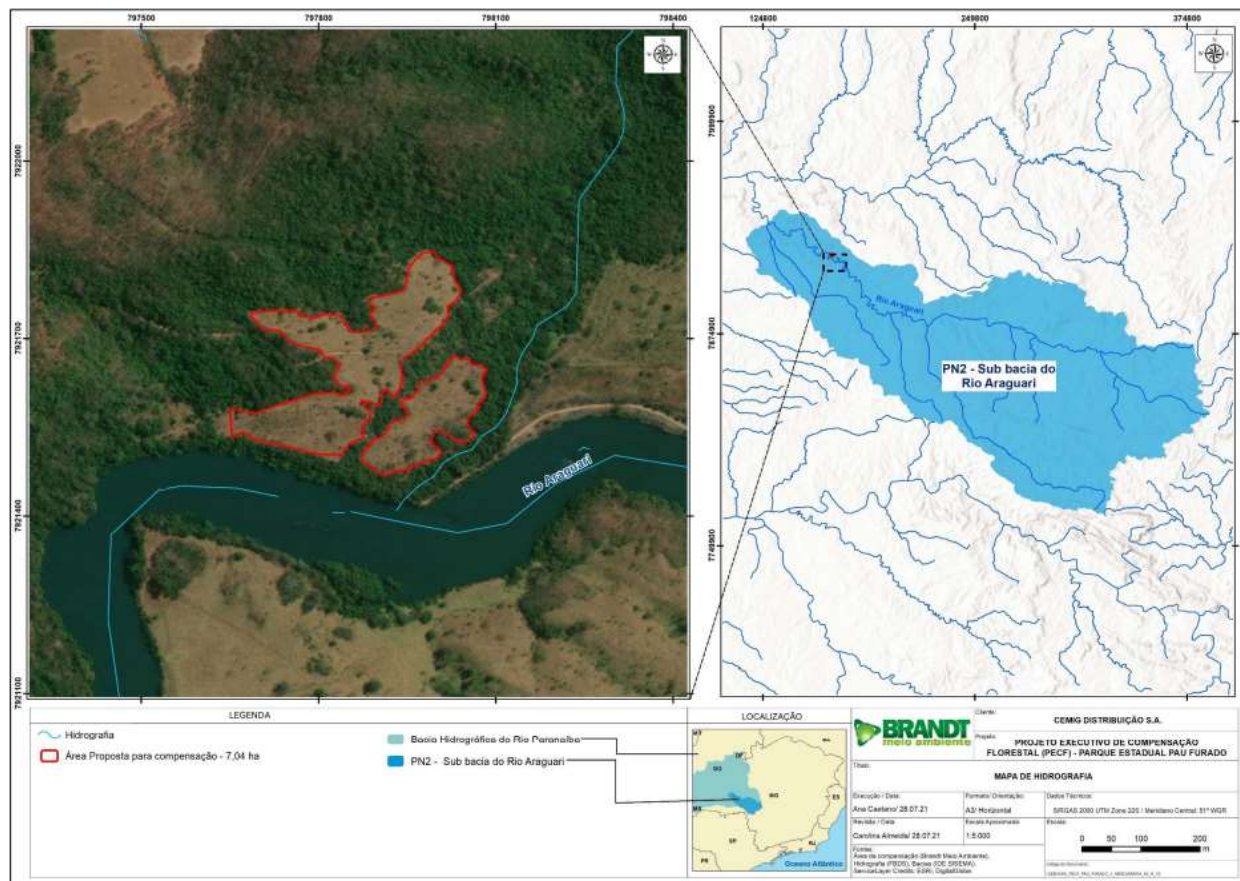 797500
797800
798100
798400
124800
249800
374800
7922000
7921700
7921400
7921100
7999900
7874900
7749900
Rio Araguari
Rio Araguari
PN2 - Sub bacia do
Rio Araguari
LEGENDA
Hidrografia
Área Proposta para compensação - 7,04 ha
Bacia Hidrográfica do Rio Paranaíba
PN2 - Sub bacia do Rio Araguari
LOCALIZAÇÃO
MT
GO
DF
BA
MG
ES
MS
SP
RJ
PR
Oceano Atlântico
BRANDT
meio ambiente
Cliente:
CEMIG DISTRIBUIÇÃO S.A.
Projeto:
PROJETO EXECUTIVO DE COMPENSAÇÃO
FLORESTAL (PECF) - PARQUE ESTADUAL PAU FURADO
Título:
MAPA DE HIDROGRAFIA
Execução / Data:
Ana Caetano/ 28.07.21
Formato/ Orientação:
A3/ Horizontal
Dados Técnicos:
SIRGAS 2000 UTM Zone 22S / Meridiano Central: 51º WGR
Revisão / Data
Carolina Almeida/ 28.07.21
Escala Aproximada
1:5.000
Escala:
0 50 100 200
m
Fontes:
Área de compensação (Brandt Meio Ambiente),
Hidrografia (FBDS), Bacias (IDE SISEMA).
ServiceLayer Credits: ESRI, DigitalGlobe